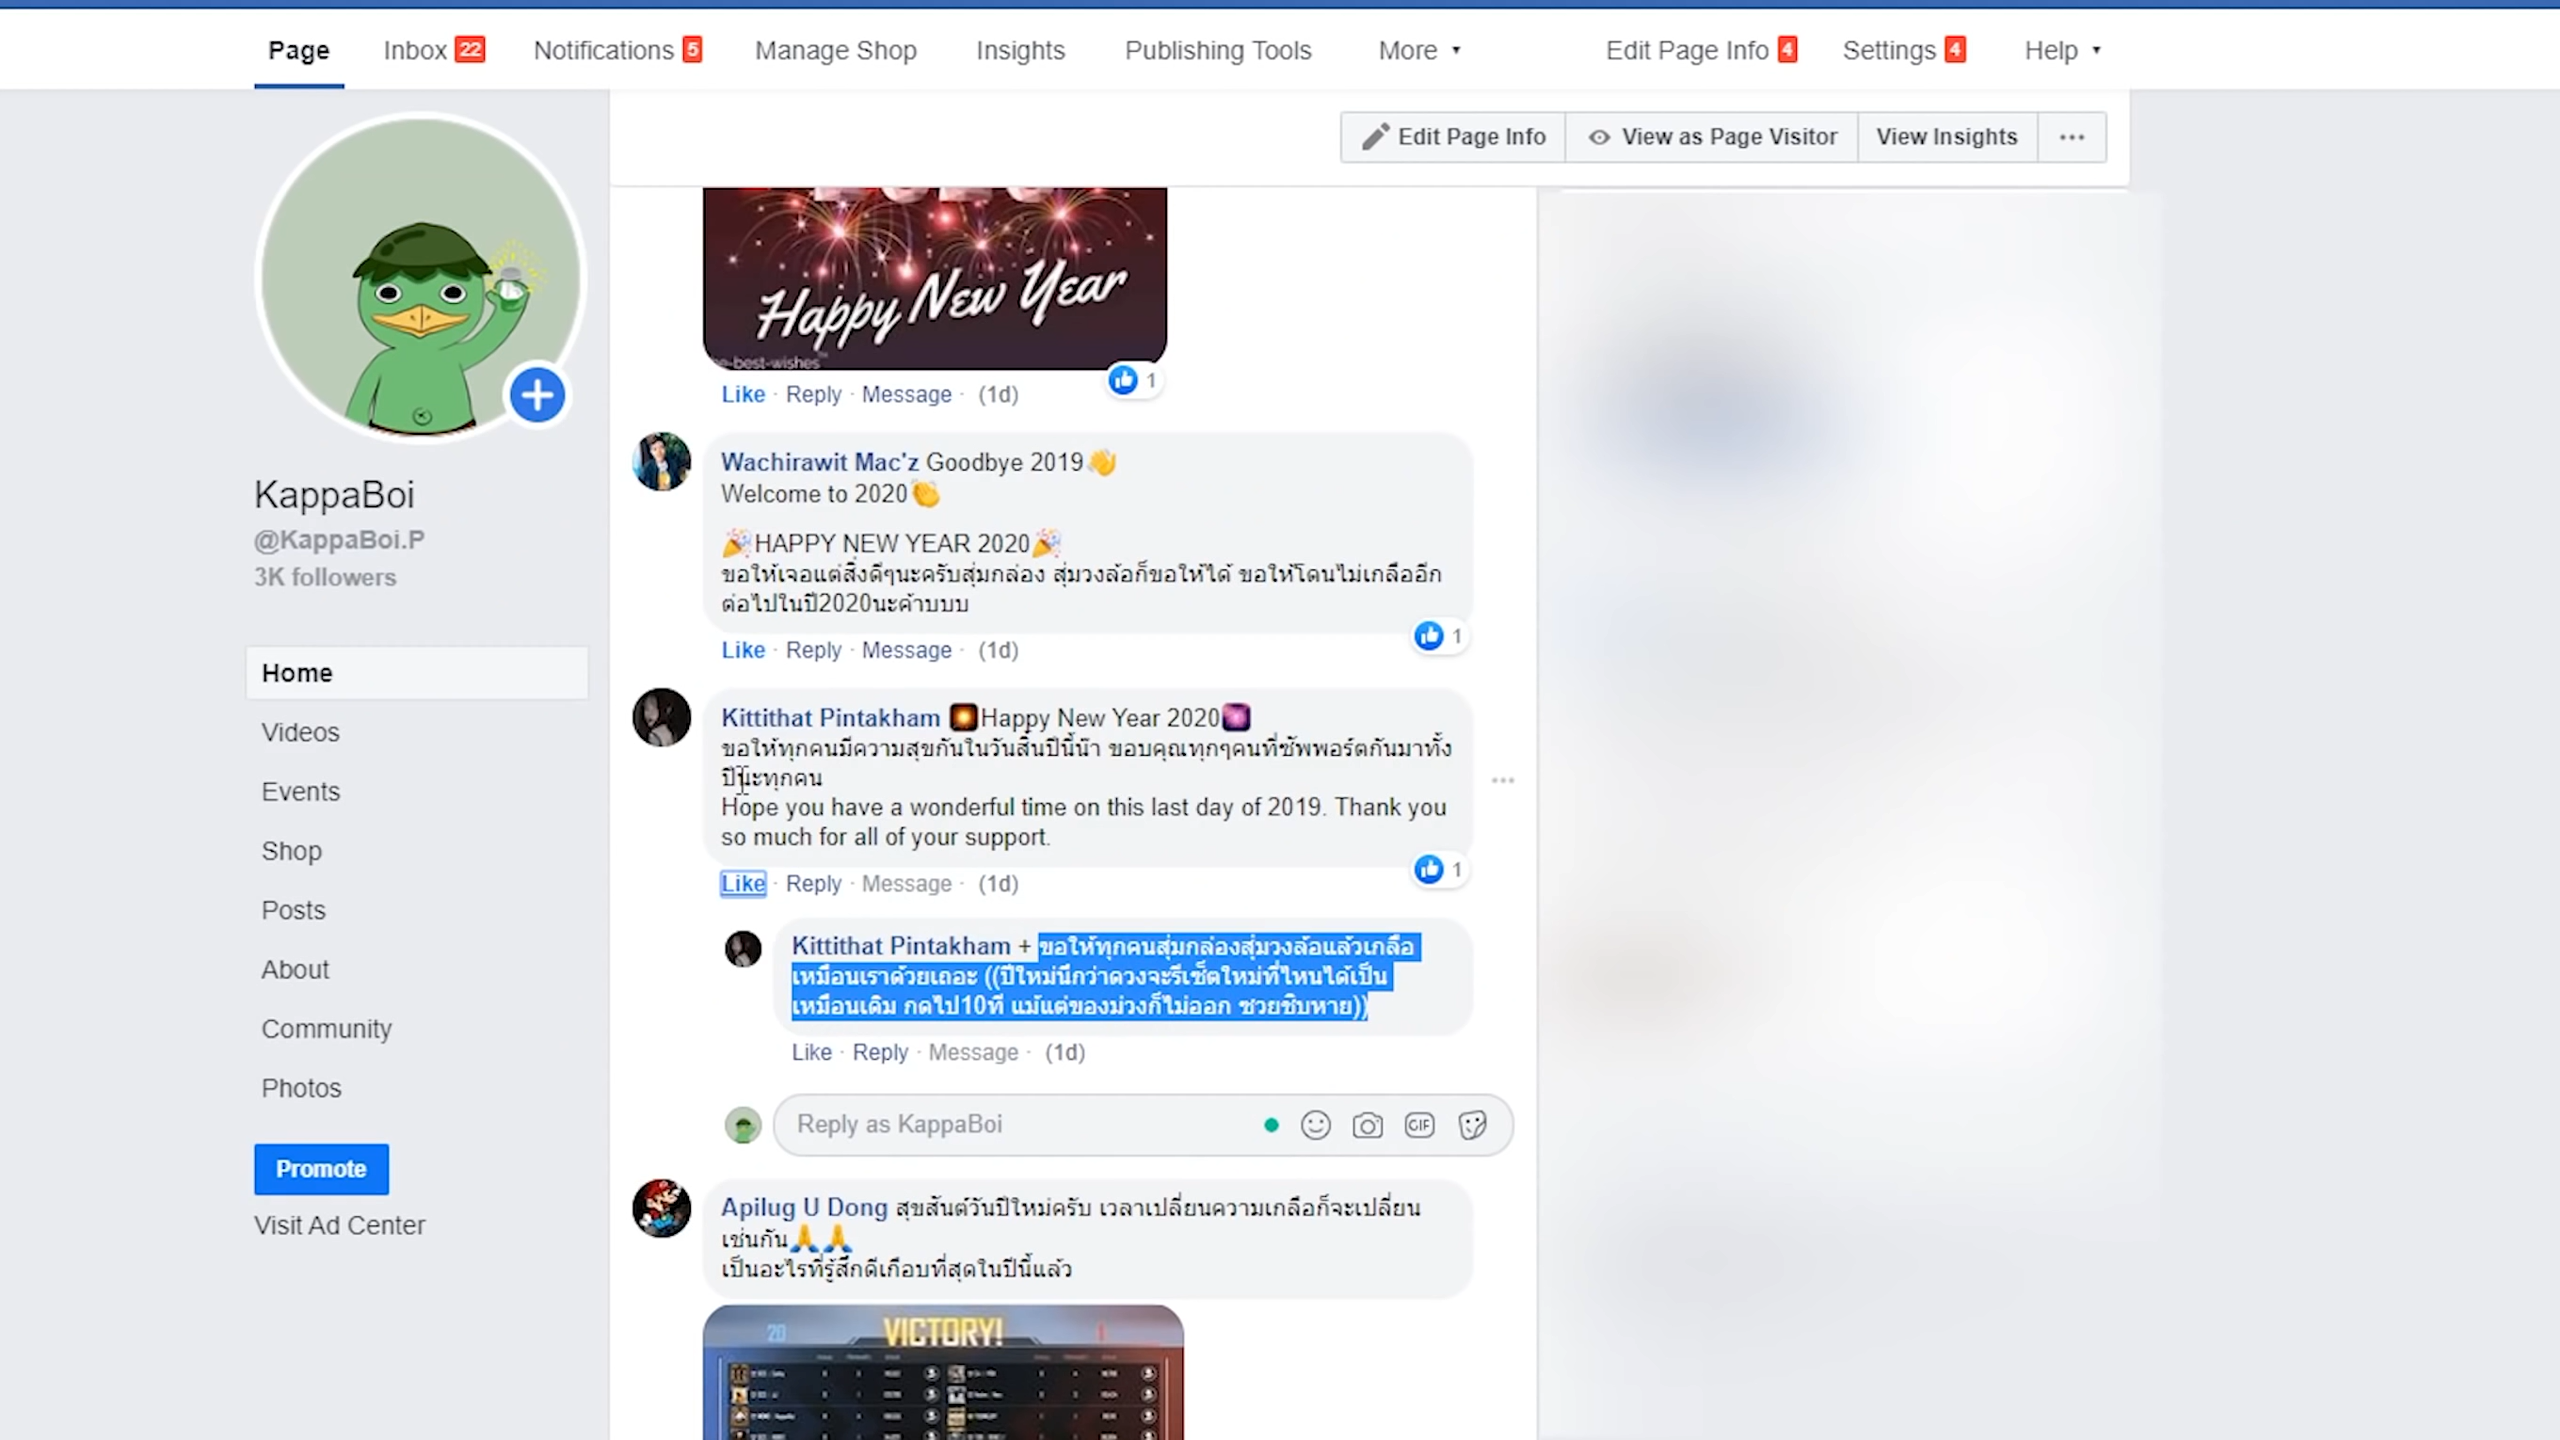 Page
Inbox 22
Notifications 5
Manage Shop
Insights
Publishing Tools
More
Edit Page Info 4
Settings 4
Help
Edit Page Info
View as Page Visitor
View Insights
KappaBoi
@KappaBoi.P
3K followers
Home
Videos
Events
Shop
Posts
About
Community
Photos
Promote
Visit Ad Center
Happy New Year
e-best-wishes
Like · Reply · Message · (1d)
1
Wachirawit Mac'z Goodbye 2019👋
Welcome to 2020👏
🎉HAPPY NEW YEAR 2020🎉
ขอให้เจอแต่สิ่งดีๆนะครับสุ่มกล่อง สุ่มวงล้อก็ขอให้ได้ ขอให้โดนไม่เกลืออีก
ต่อไปในปี2020นะค้าบบบ
Like · Reply · Message · (1d)
1
Kittithat Pintakham 🎇Happy New Year 2020🎆
ขอให้ทุกคนมีความสุขกันในวันสิ้นปีนี้น๊า ขอบคุณทุกๆคนที่ซัพพอร์ตกันมาทั้ง
ปีนะทุกคน
Hope you have a wonderful time on this last day of 2019. Thank you
so much for all of your support.
Like · Reply · Message · (1d)
1
Kittithat Pintakham + ขอให้ทุกคนสุ่มกล่องสุ่มวงล้อแล้วเกลือ
เหมือนเราด้วยเถอะ ((ปีใหม่นึกว่าดวงจะรีเซ็ตใหม่ที่ไหนได้เป็น
เหมือนเดิม กดไป10ที แม้แต่ของม่วงก็ไม่ออก ซวยชิบหาย))
Like · Reply · Message · (1d)
Reply as KappaBoi
GIF
Apilug U Dong สุขสันต์วันปีใหม่ครับ เวลาเปลี่ยนความเกลือก็จะเปลี่ยน
เช่นกัน🙏🙏
เป็นอะไรที่รู้สึกดีเกือบที่สุดในปีนี้แล้ว
20 VICTORY! 1